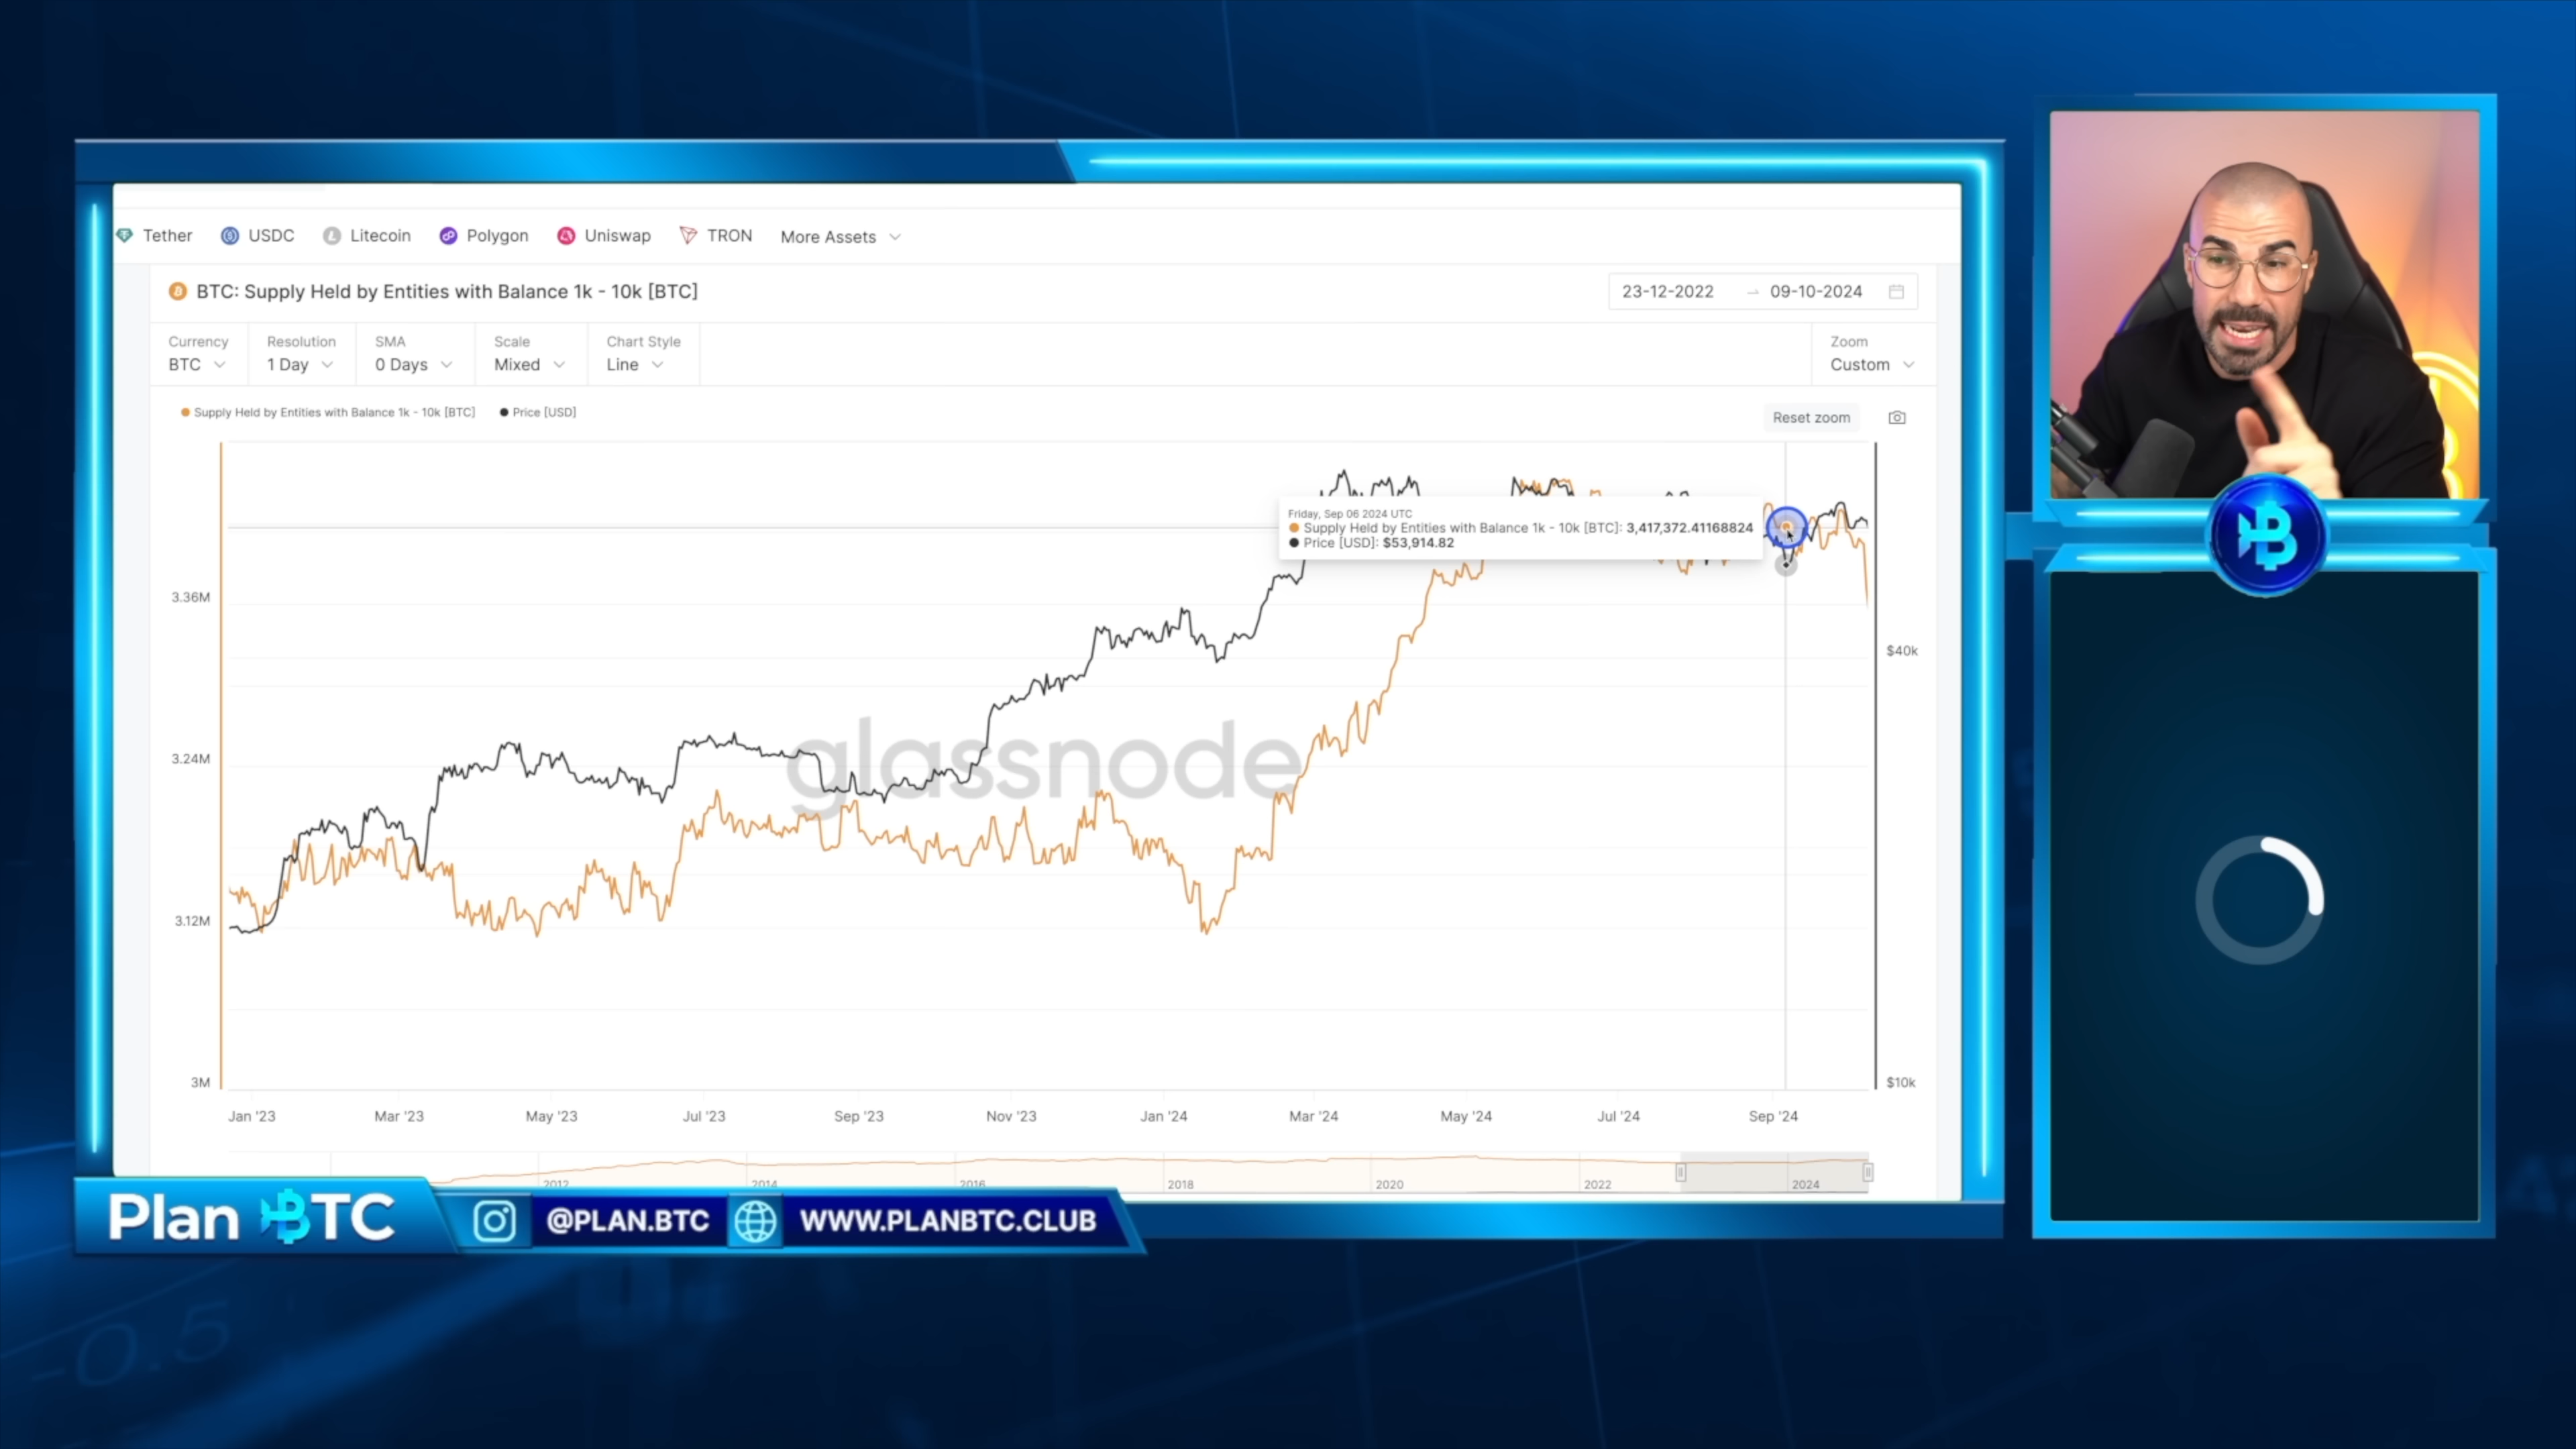 Tether USDC Litecoin Polygon Uniswap TRON More Assets
BTC: Supply Held by Entities with Balance 1k - 10k [BTC]
23-12-2022 → 09-10-2024
Currency Resolution SMA Scale Chart Style Zoom
BTC 1 Day 0 Days Mixed Line Custom
Supply Held by Entities with Balance 1k - 10k [BTC] Price [USD]
Reset zoom
Friday, Sep 06 2024 UTC
Supply Held by Entities with Balance 1k - 10k [BTC]: 3,417,372.41168824
Price [USD]: $53,914.82
3.36M
$40k
glassnode
3.24M
3.12M
3M
$10k
Jan '23 Mar '23 May '23 Jul '23 Sep '23 Nov '23 Jan '24 Mar '24 May '24 Jul '24 Sep '24
2012 2014 2016 2018 2020 2022 2024
Plan BTC
@PLAN.BTC
WWW.PLANBTC.CLUB
-0.5